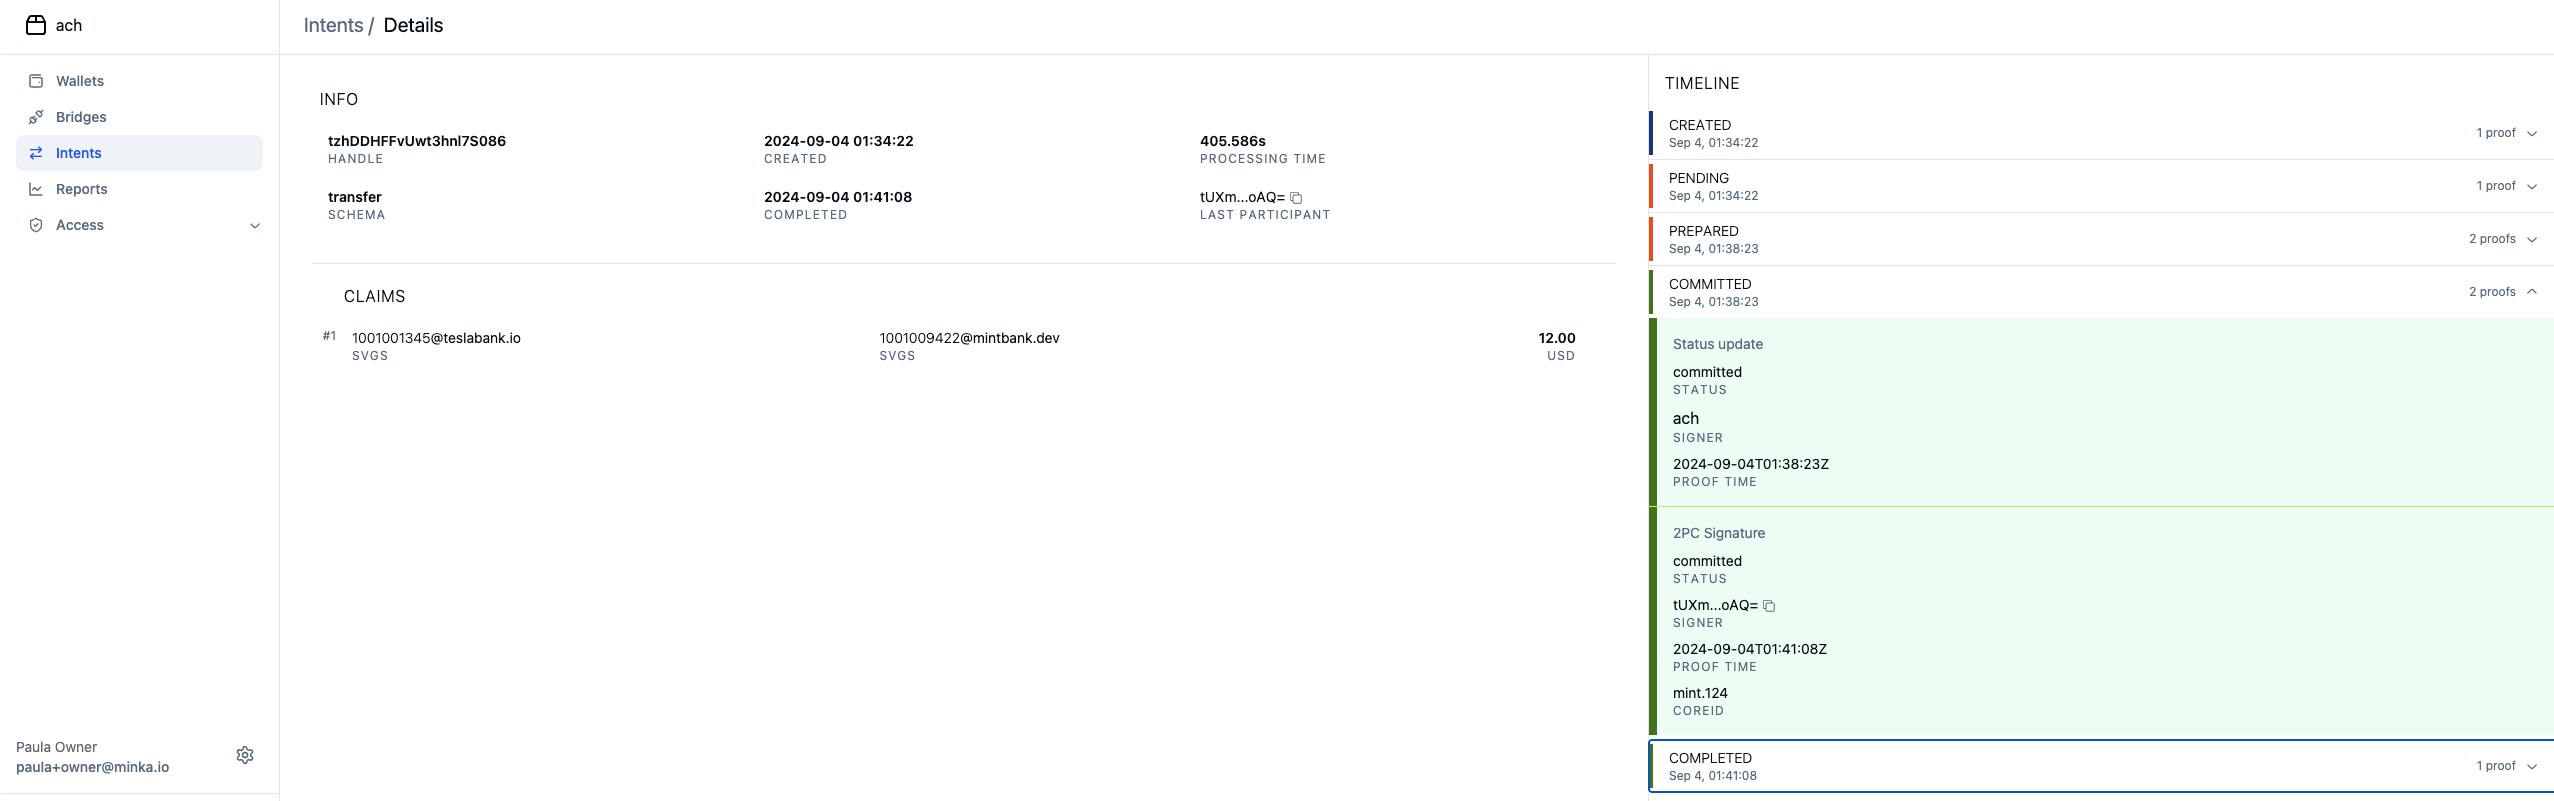 ach
Wallets
Bridges
Intents
Reports
Access
Paula Owner
paula+owner@minka.io
Intents / Details
INFO
tzhDDHFFvUwt3hnl7S086
HANDLE
2024-09-04 01:34:22
CREATED
405.586s
PROCESSING TIME
transfer
SCHEMA
2024-09-04 01:41:08
COMPLETED
tUXm...oAQ=
LAST PARTICIPANT
CLAIMS
#1 1001001345@teslabank.io 1001009422@mintbank.dev 12.00
SVGS SVGS USD
TIMELINE
CREATED
Sep 4, 01:34:22
1 proof
PENDING
Sep 4, 01:34:22
1 proof
PREPARED
Sep 4, 01:38:23
2 proofs
COMMITTED
Sep 4, 01:38:23
2 proofs
Status update
committed
STATUS
ach
SIGNER
2024-09-04T01:38:23Z
PROOF TIME
2PC Signature
committed
STATUS
tUXm...oAQ=
SIGNER
2024-09-04T01:41:08Z
PROOF TIME
mint.124
COREID
COMPLETED
Sep 4, 01:41:08
1 proof